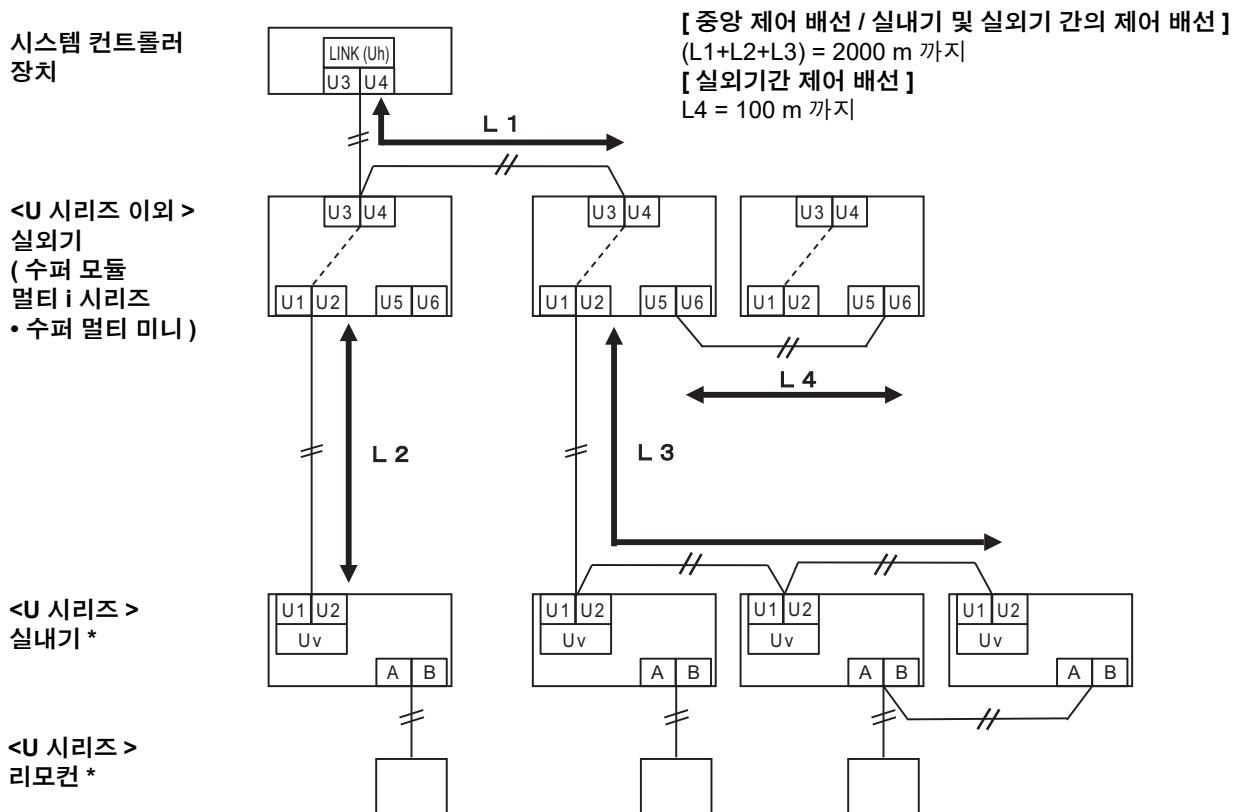 시스템 컨트롤러
장치
LINK (Uh)
U3 U4
[ 중앙 제어 배선 / 실내기 및 실외기 간의 제어 배선 ]
(L1+L2+L3) = 2000 m 까지
[ 실외기간 제어 배선 ]
L4 = 100 m 까지
L 1
<U 시리즈 이외 >
실외기
( 수퍼 모듈
멀티 i 시리즈
• 수퍼 멀티 미니 )
U3 U4
U3 U4
U3 U4
U1 U2
U5 U6
U1 U2
U5 U6
U1 U2
U5 U6
L 4
L 2
L 3
<U 시리즈 >
실내기 *
U1 U2
U1 U2
U1 U2
U1 U2
Uv
Uv
Uv
Uv
A B
A B
A B
A B
<U 시리즈 >
리모컨 *